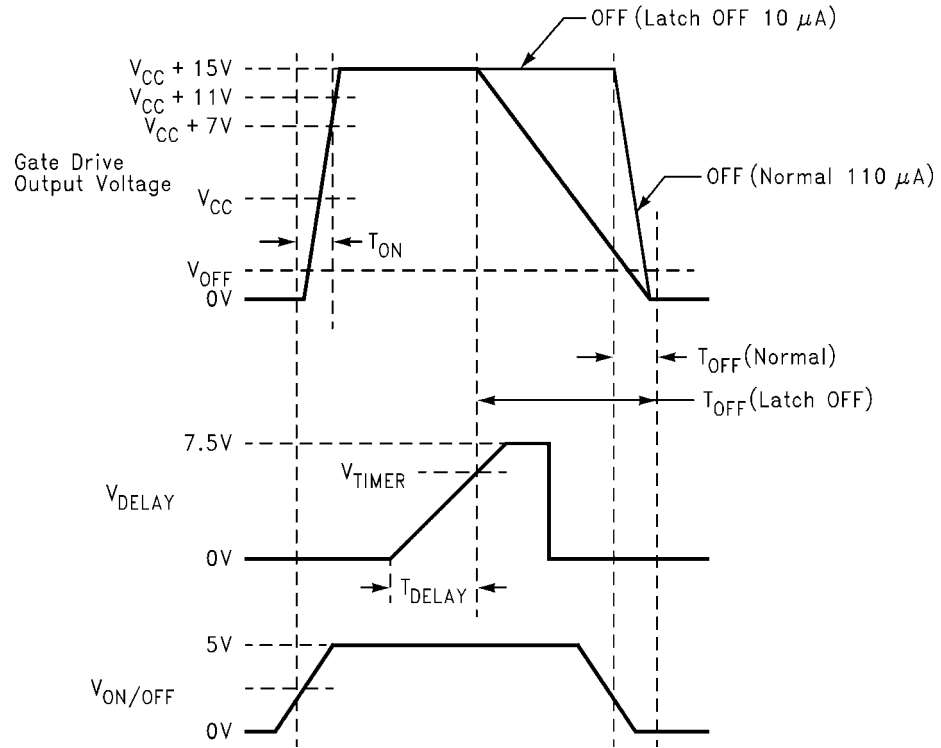 OFF (Latch OFF 10 μA)
V_CC + 15V
V_CC + 11V
V_CC + 7V
Gate Drive
Output Voltage
V_CC
OFF (Normal 110 μA)
T_ON
V_OFF
0V
T_OFF (Normal)
T_OFF (Latch OFF)
7.5V
V_TIMER
V_DELAY
0V
T_DELAY
5V
V_ON/OFF
0V